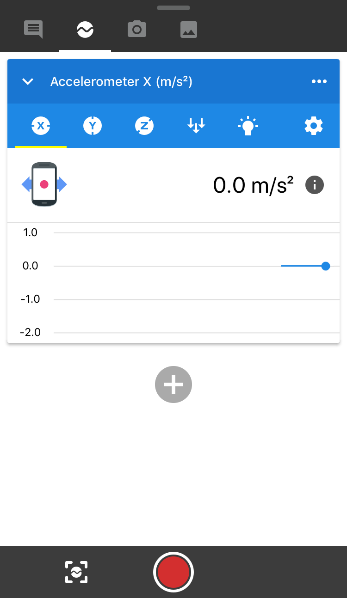 Accelerometer X (m/s²)
X Y Z
0.0 m/s²
1.0
0.0
-1.0
-2.0